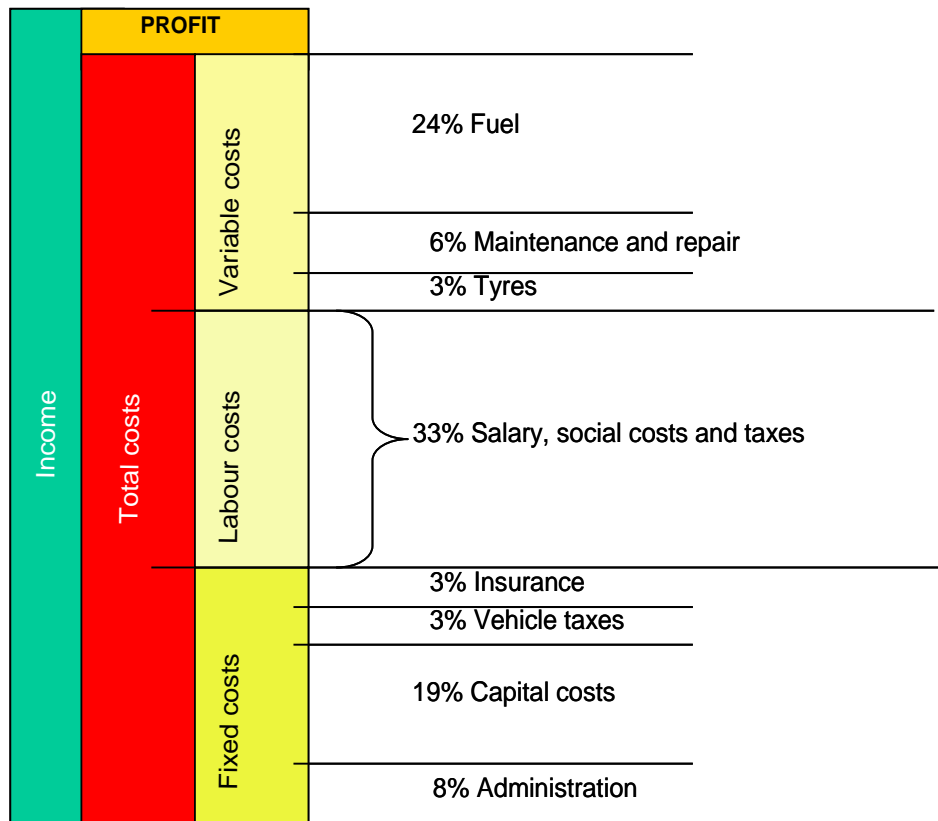 PROFIT
Income
Total costs
Variable costs
24% Fuel
6% Maintenance and repair
3% Tyres
Labour costs
33% Salary, social costs and taxes
Fixed costs
3% Insurance
3% Vehicle taxes
19% Capital costs
8% Administration